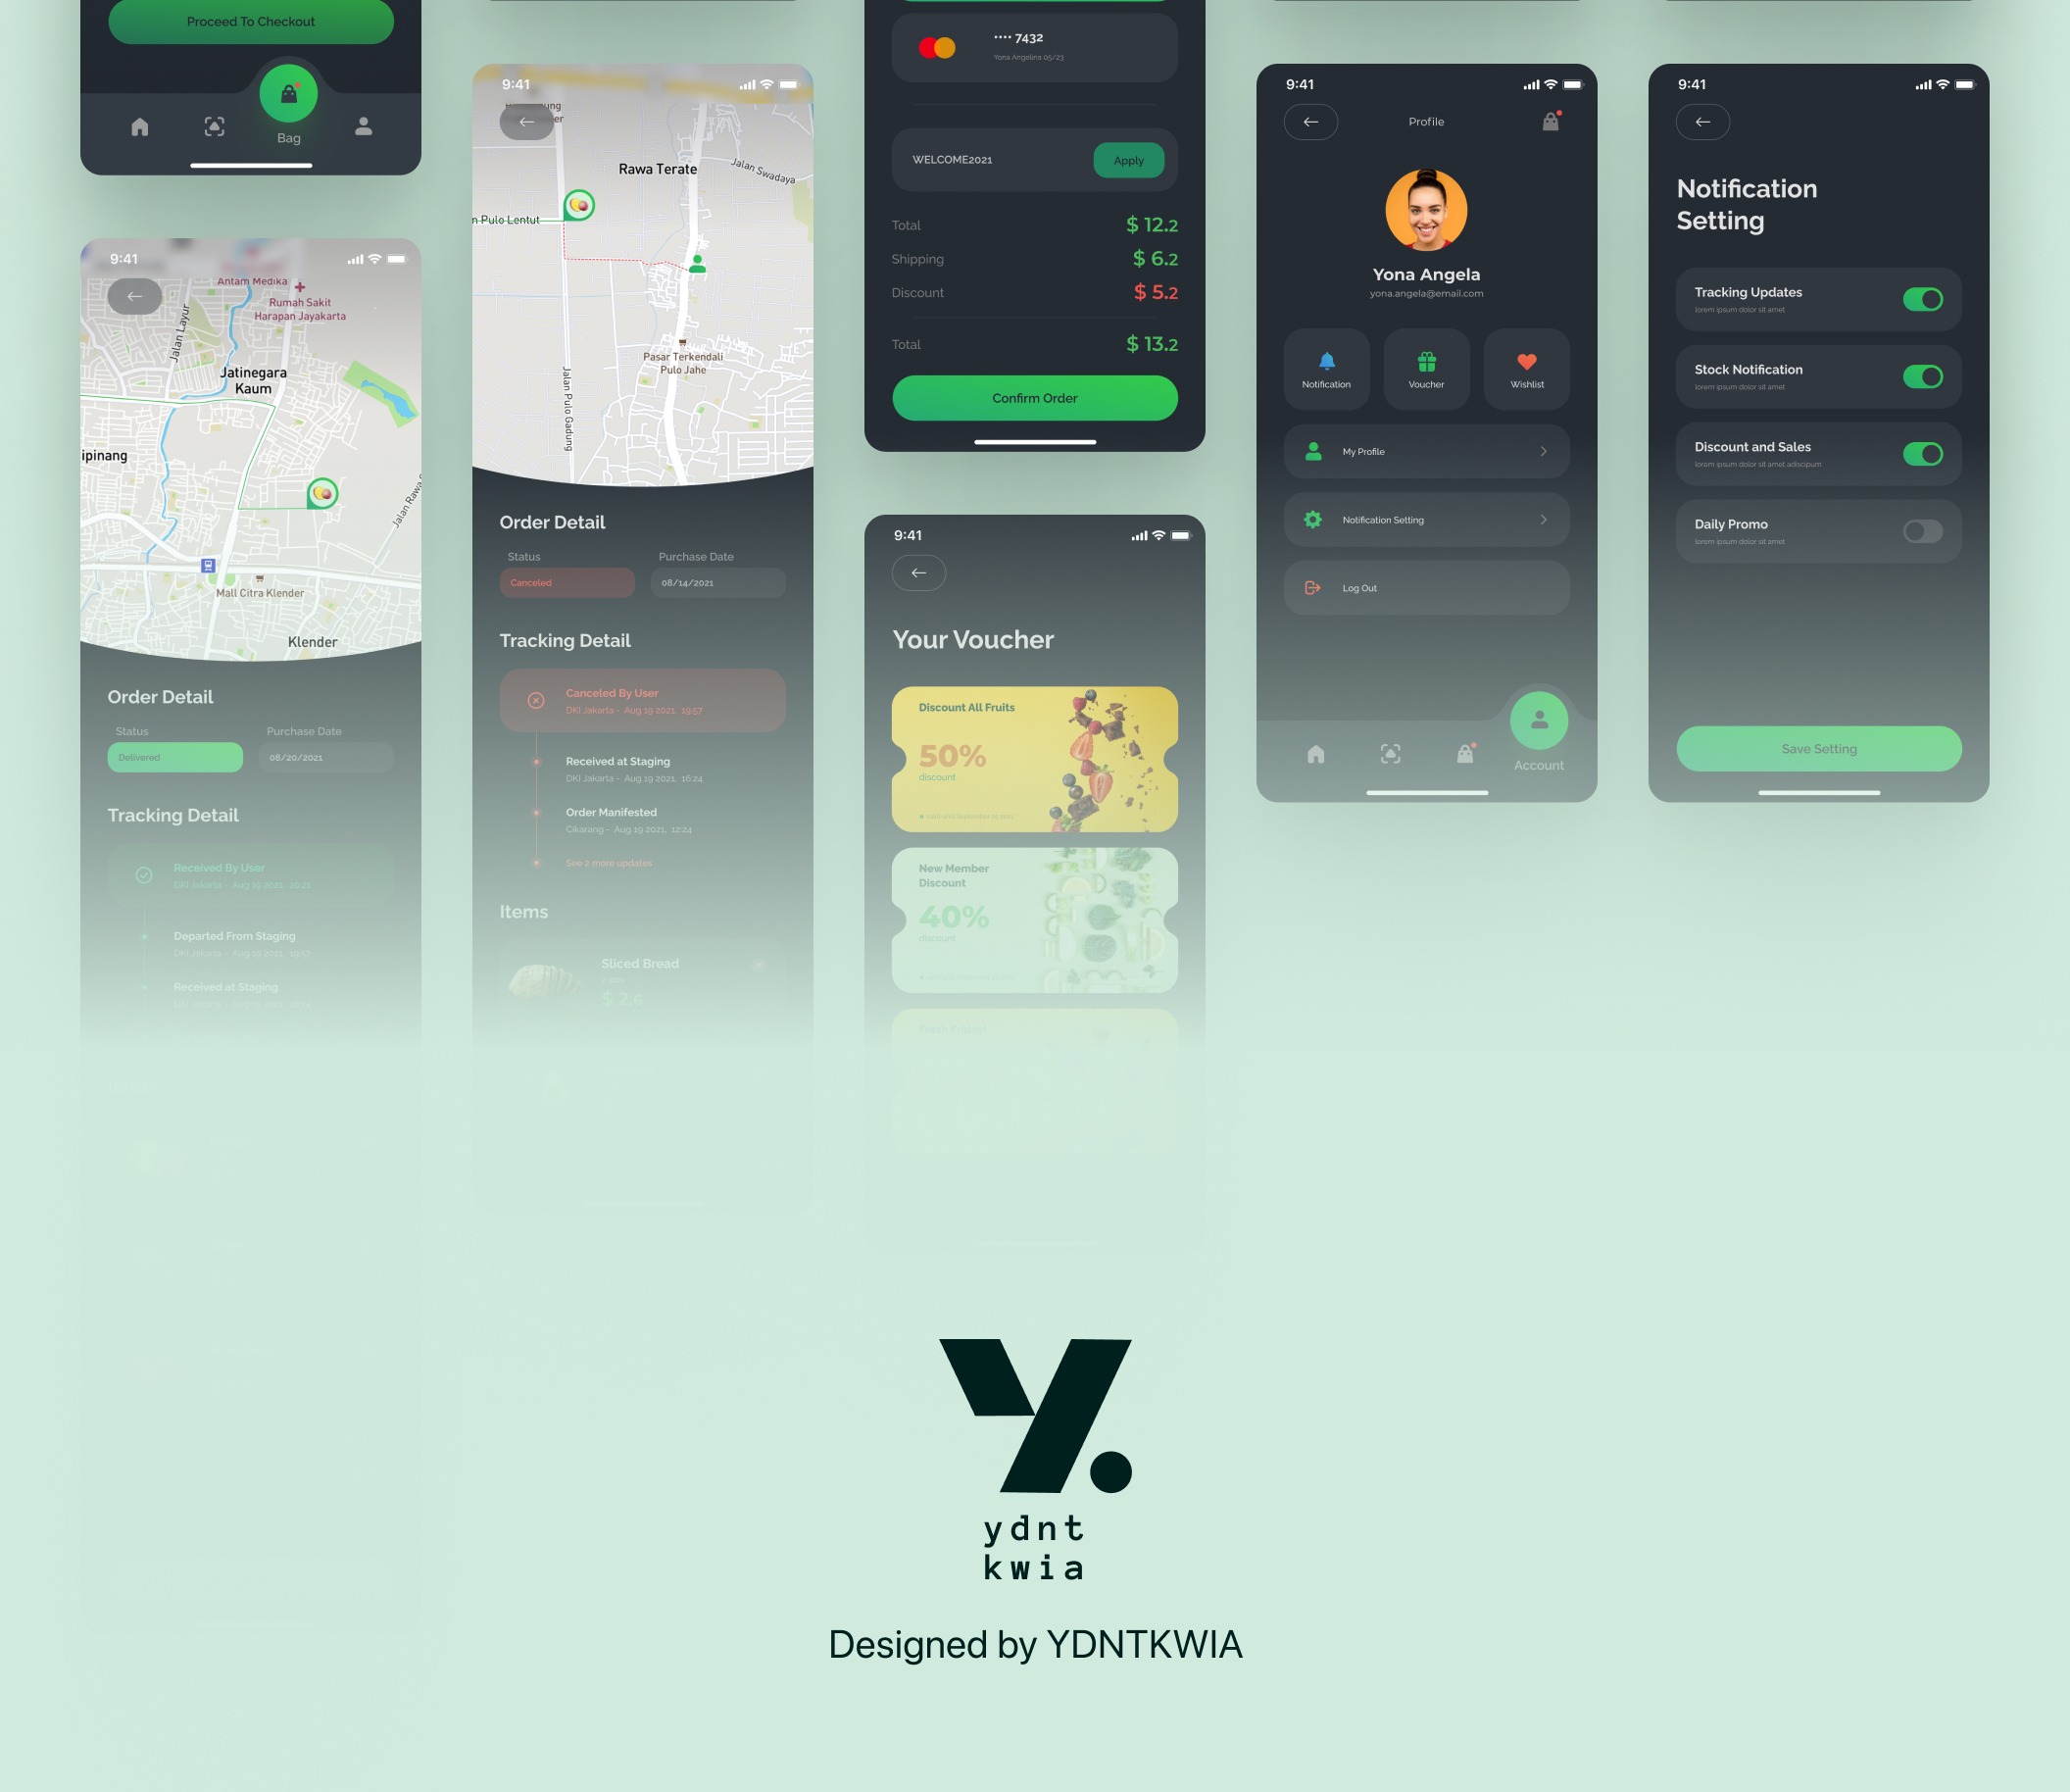 Proceed To Checkout
Bag
9:41
Antam Medika
Rumah Sakit
Harapan Jayakarta
Jalan Layur
Jatinegara
Kaum
ipinang
Jalan Rawa
Mall Citra Klender
Klender
Order Detail
Status
Purchase Date
Delivered
08/20/2021
Tracking Detail
Received By User
DKI Jakarta - Aug 19 2021, 20:21
Departed From Staging
DKI Jakarta - Aug 19 2021, 19:57
Received at Staging
9:41
Rawa Terate
Jalan Swadaya
n Pulo Lentut
Pasar Terkendali
Pulo Jahe
Jalan Pulo Gadung
Order Detail
Status
Purchase Date
Canceled
08/14/2021
Tracking Detail
Canceled By User
DKI Jakarta - Aug 19 2021, 19:57
Received at Staging
DKI Jakarta - Aug 19 2021, 16:24
Order Manifested
Cikarang - Aug 19 2021, 12:24
See 2 more updates
Items
Sliced Bread
$ 2.6
•••• 7432
Yona Angelina 05/23
WELCOME2021
Apply
Total
$ 12.2
Shipping
$ 6.2
Discount
$ 5.2
Total
$ 13.2
Confirm Order
9:41
Your Voucher
Discount All Fruits
50%
discount
New Member
Discount
40%
discount
Fresh Friday!
9:41
Profile
Yona Angela
yona.angela@email.com
Notification
Voucher
Wishlist
My Profile
Notification Setting
Log Out
Account
9:41
Notification
Setting
Tracking Updates
lorem ipsum dolor sit amet
Stock Notification
lorem ipsum dolor sit amet
Discount and Sales
lorem ipsum dolor sit amet adiscipum
Daily Promo
lorem ipsum dolor sit amet
Save Setting
ydnt
kwia
Designed by YDNTKWIA